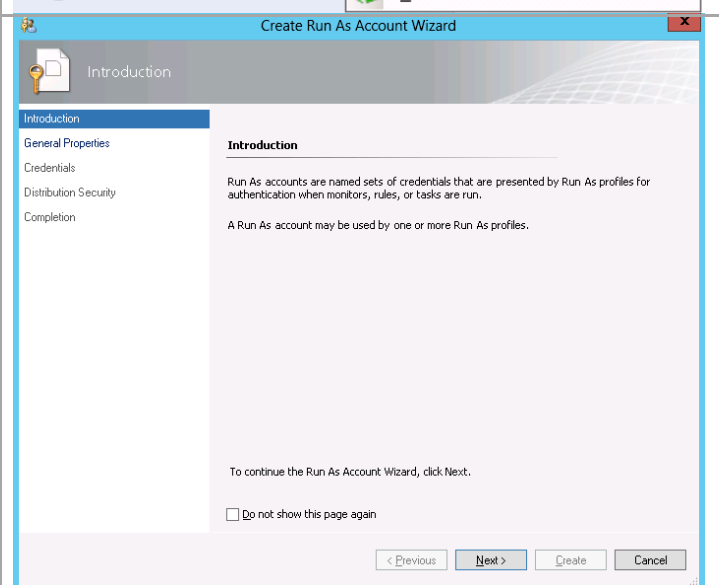 Create Run As Account Wizard
x
Introduction
Introduction
General Properties
Credentials
Distribution Security
Completion
Introduction
Run As accounts are named sets of credentials that are presented by Run As profiles for
authentication when monitors, rules, or tasks are run.
A Run As account may be used by one or more Run As profiles.
To continue the Run As Account Wizard, click Next.
Do not show this page again
< Previous
Next >
Create
Cancel